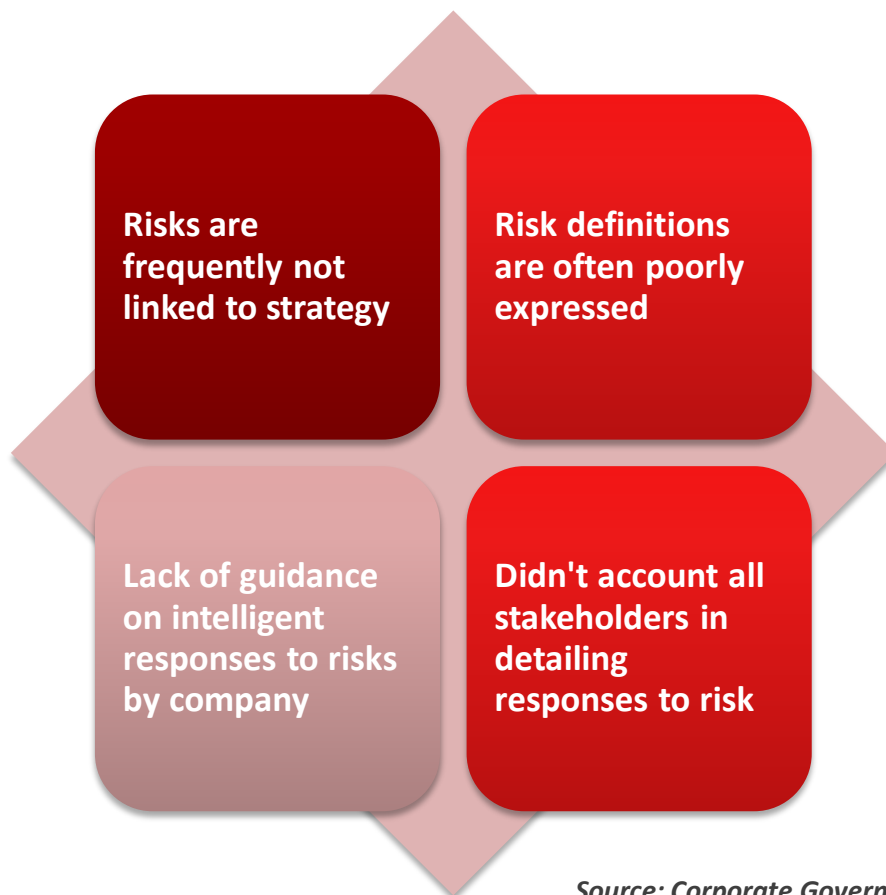 Risks are
frequently not
linked to strategy
Risk definitions
are often poorly
expressed
Lack of guidance
on intelligent
responses to risks
by company
Didn't account all
stakeholders in
detailing
responses to risk
Source: Corporate